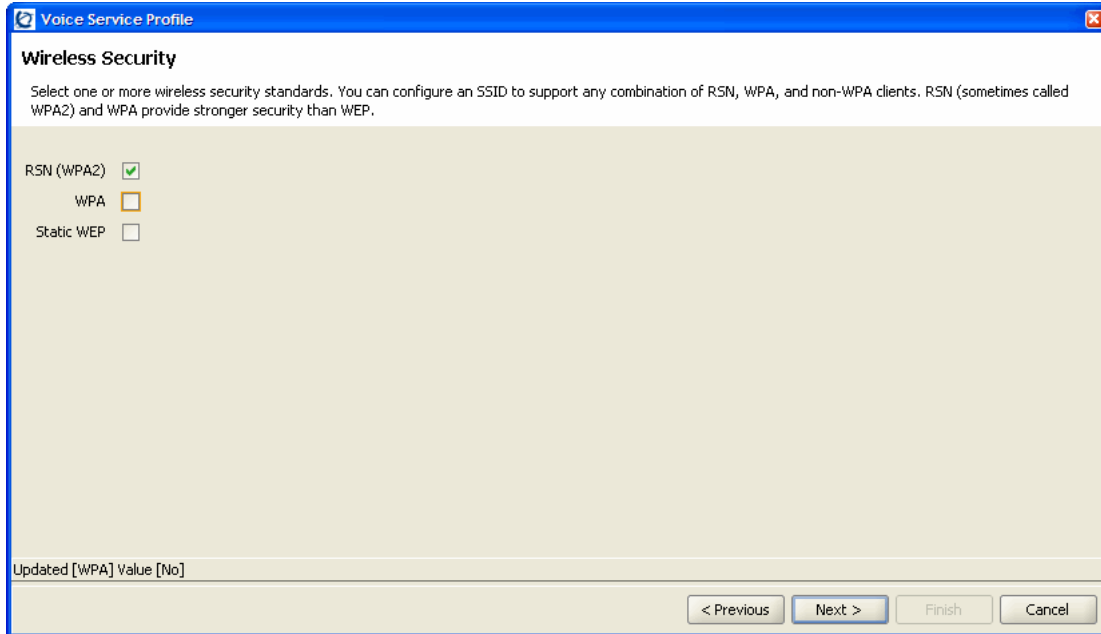 Voice Service Profile
Wireless Security
Select one or more wireless security standards. You can configure an SSID to support any combination of RSN, WPA, and non-WPA clients. RSN (sometimes called
WPA2) and WPA provide stronger security than WEP.
RSN (WPA2)
WPA
Static WEP
Updated [WPA] Value [No]
< Previous Next > Finish Cancel